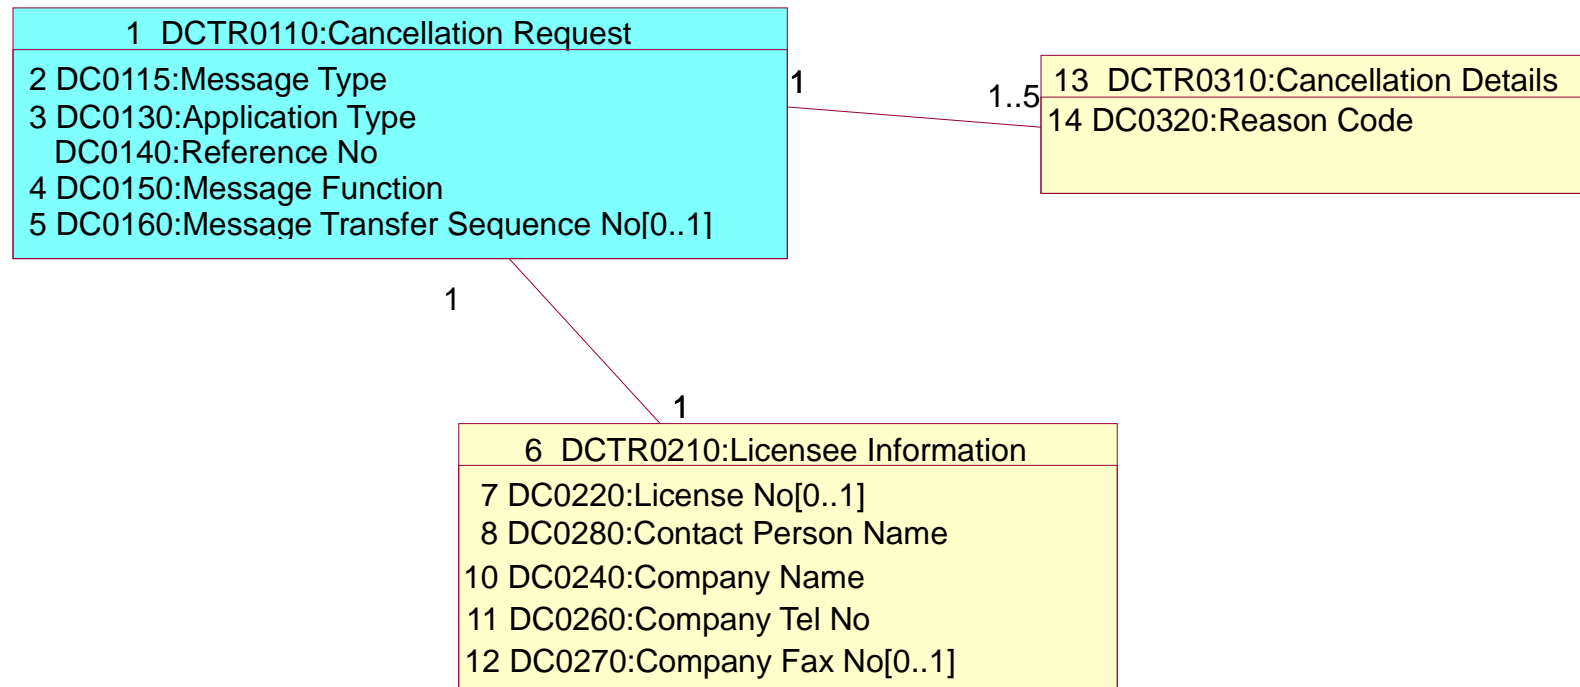 1 DCTR0110:Cancellation Request
2 DC0115:Message Type
3 DC0130:Application Type
DC0140:Reference No
4 DC0150:Message Function
5 DC0160:Message Transfer Sequence No[0..1]
1
1..5
13 DCTR0310:Cancellation Details
14 DC0320:Reason Code
1
1
6 DCTR0210:Licensee Information
7 DC0220:License No[0..1]
8 DC0280:Contact Person Name
10 DC0240:Company Name
11 DC0260:Company Tel No
12 DC0270:Company Fax No[0..1]